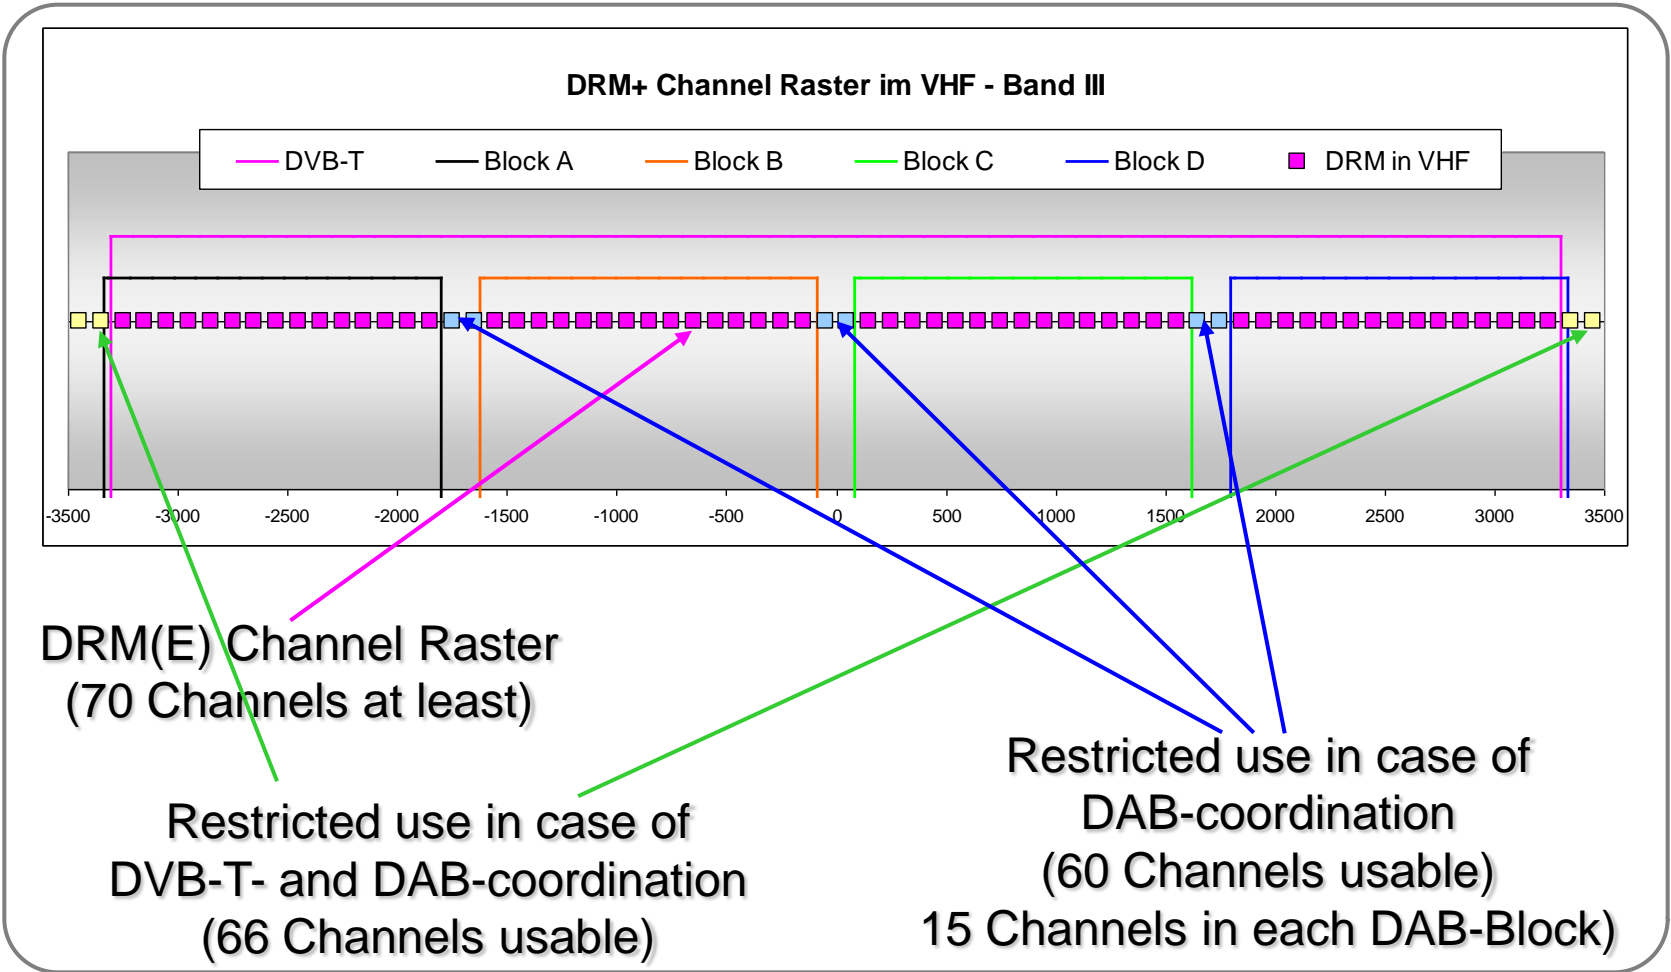 DRM+ Channel Raster im VHF - Band III
DVB-T Block A Block B Block C Block D DRM in VHF
-3500 -3000 -2500 -2000 -1500 -1000 -500 0 500 1000 1500 2000 2500 3000 3500
DRM(E) Channel Raster
(70 Channels at least)
Restricted use in case of
DVB-T- and DAB-coordination
(66 Channels usable)
Restricted use in case of
DAB-coordination
(60 Channels usable)
15 Channels in each DAB-Block)